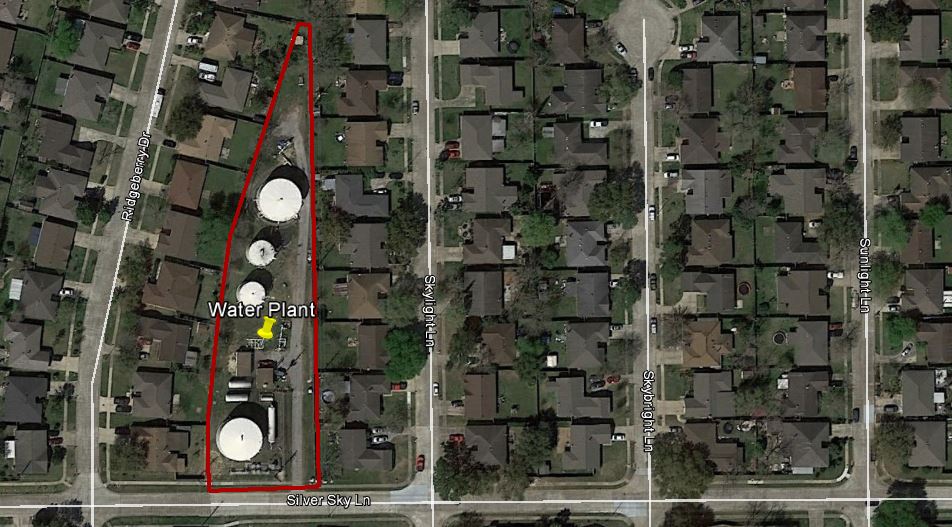 Ridgeberry Dr
Water Plant
Skylight Ln
Skybright Ln
Sunlight Ln
Silver Sky Ln